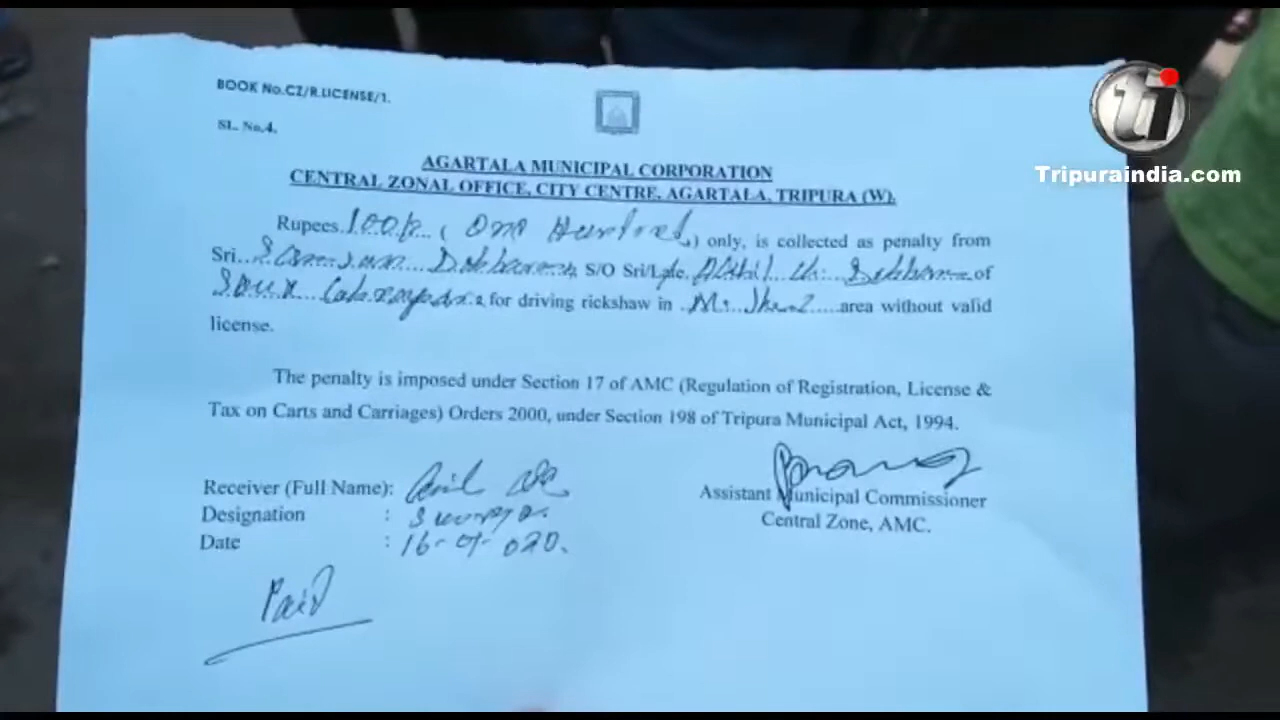 BOOK No.CZ/R.LICENSE/1.
SL. No.4.
ti
Tripuraindia.com
AGARTALA MUNICIPAL CORPORATION
CENTRAL ZONAL OFFICE, CITY CENTRE, AGARTALA, TRIPURA (W).
Rupees. 100/- ( One Hundred ) only, is collected as penalty from
Sri. Debbarma S/O Sri/Late. Debbarma of
for driving rickshaw in area without valid
license.
The penalty is imposed under Section 17 of AMC (Regulation of Registration, License &
Tax on Carts and Carriages) Orders 2000, under Section 198 of Tripura Municipal Act, 1994.
Receiver (Full Name):
Designation :
Date : 16-
Assistant Municipal Commissioner
Central Zone, AMC.
Paid